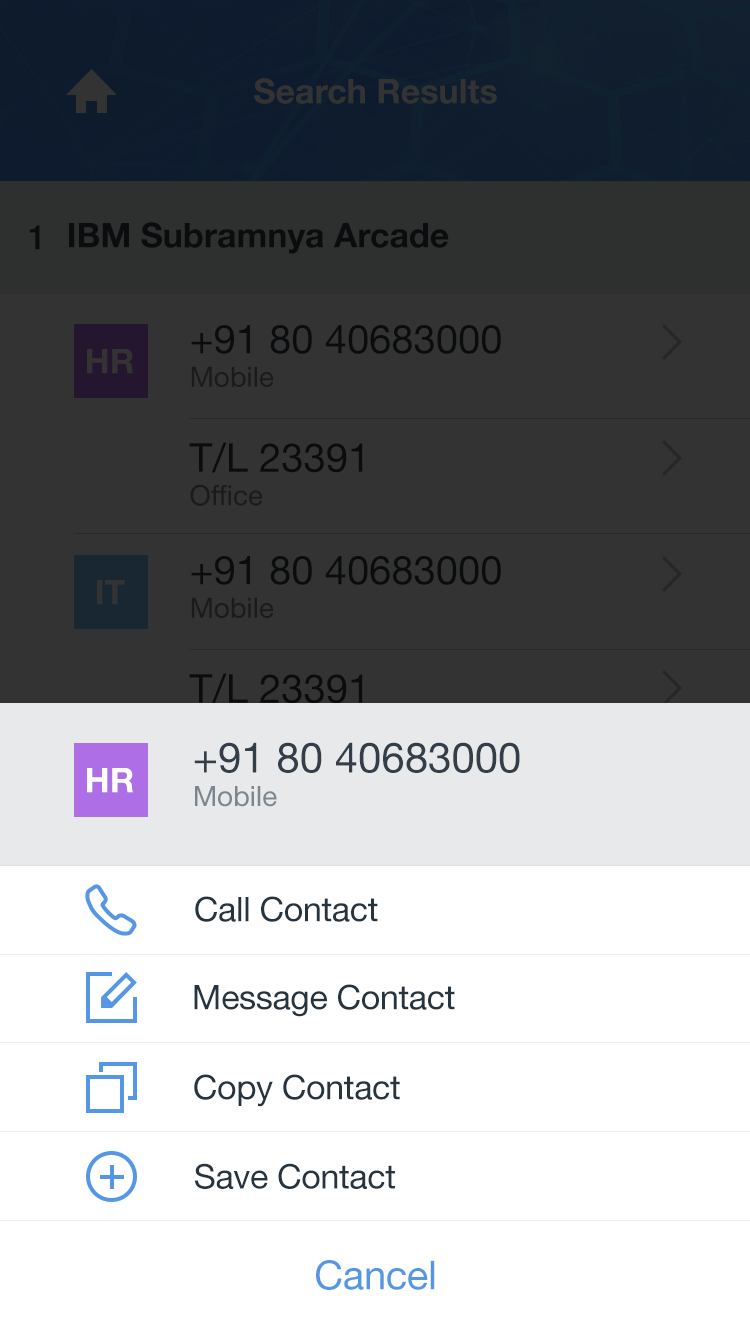 Search Results
1 IBM Subramnya Arcade
HR +91 80 40683000
Mobile
T/L 23391
Office
IT +91 80 40683000
Mobile
T/L 23391
HR +91 80 40683000
Mobile
Call Contact
Message Contact
Copy Contact
Save Contact
Cancel